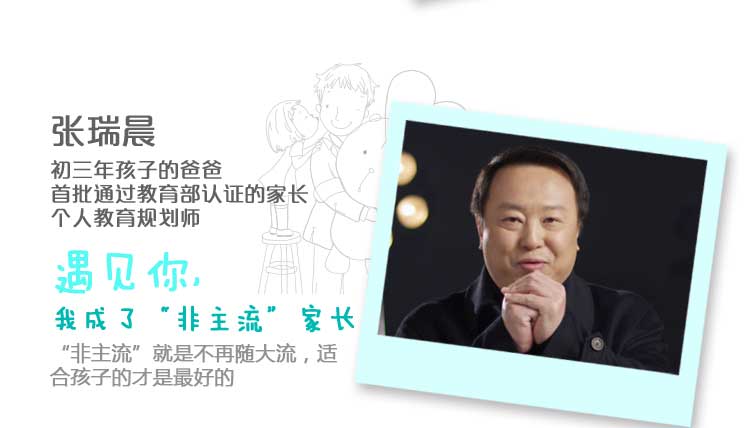 张瑞晨
初三年孩子的爸爸
首批通过教育部认证的家长
个人教育规划师
遇见你,
我成了“非主流”家长
“非主流”就是不再随大流，适
合孩子的才是最好的